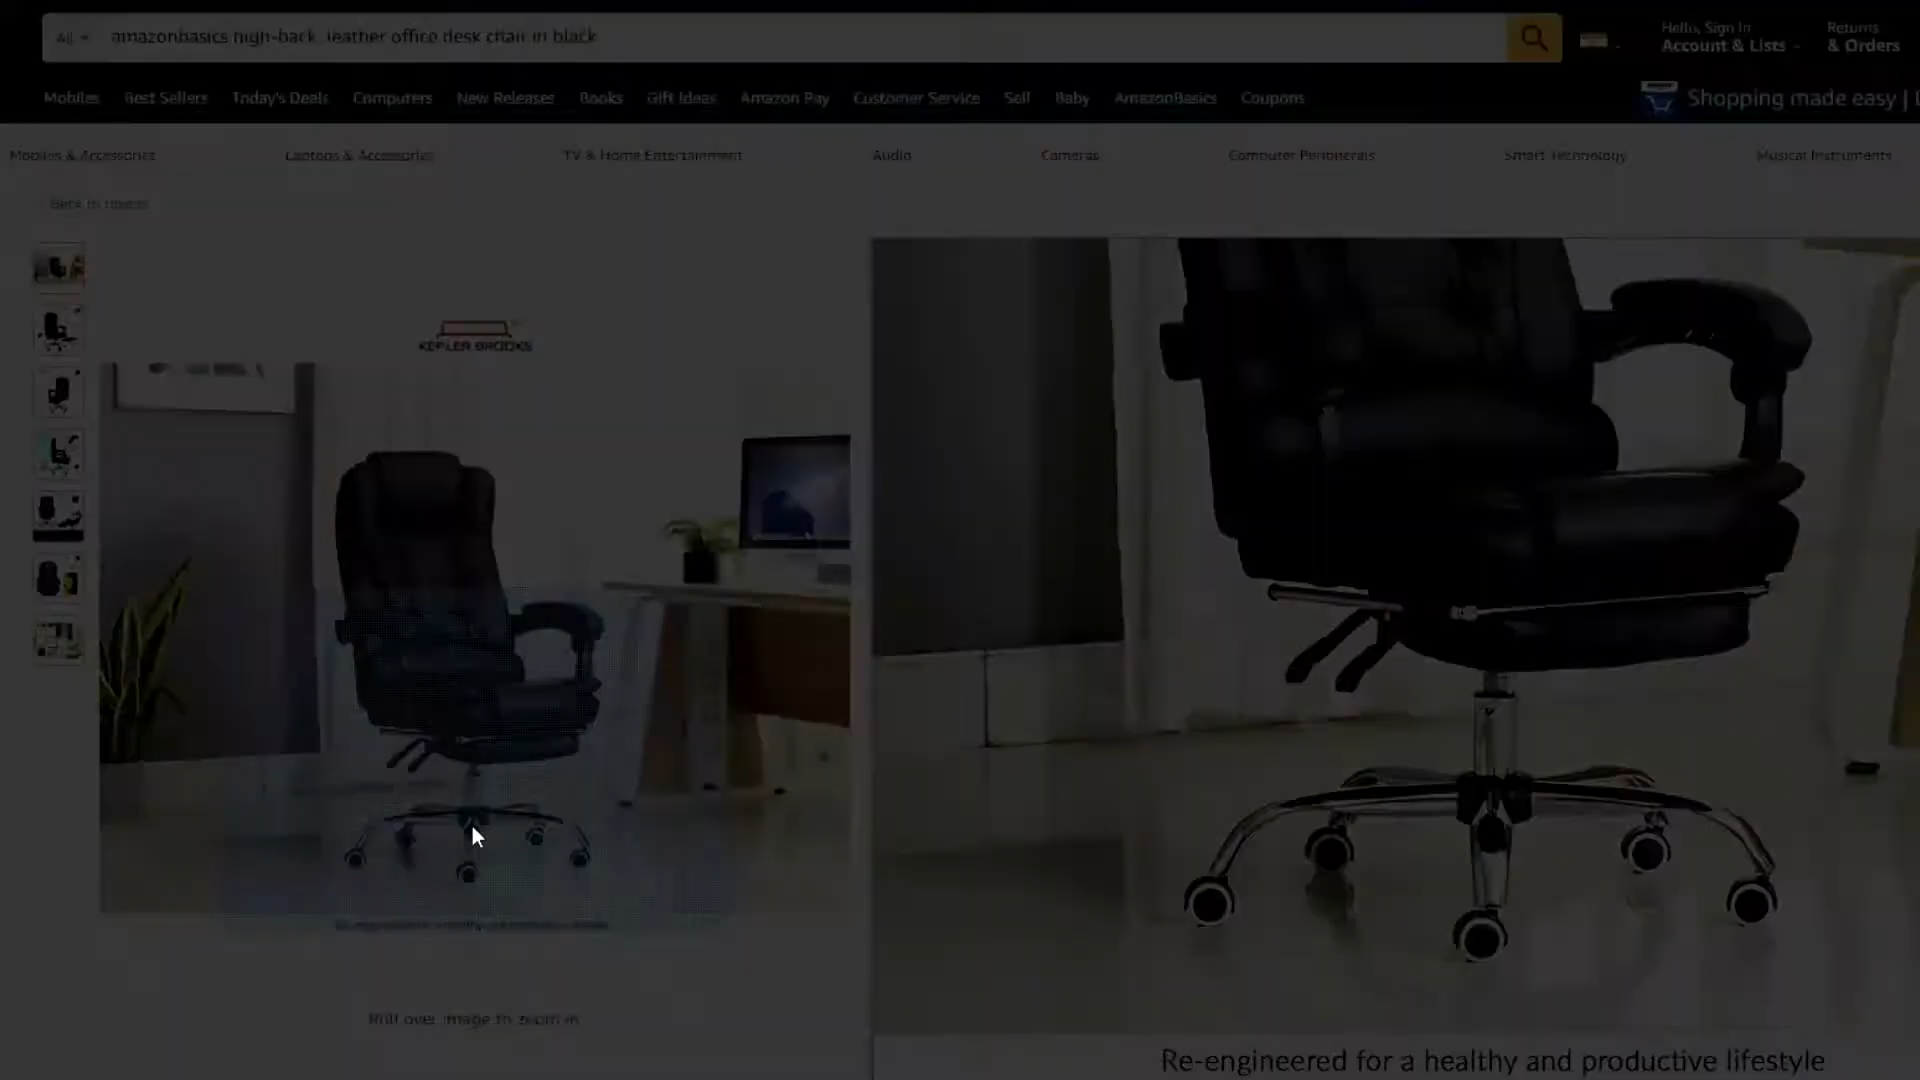 All amazonbasics high-back, leather office desk chair in black
Hello, Sign in
Account & Lists
Returns
& Orders
Mobiles Best Sellers Today's Deals Computers New Releases Books Gift Ideas Amazon Pay Customer Service Sell Baby AmazonBasics Coupons
Shopping made easy |
Mobiles & Accessories Laptops & Accessories TV & Home Entertainment Audio Cameras Computer Peripherals Smart Technology Musical Instruments
Back to results
KEPLER BROOKS
Roll over image to zoom in
Re-engineered for a healthy and productive lifestyle